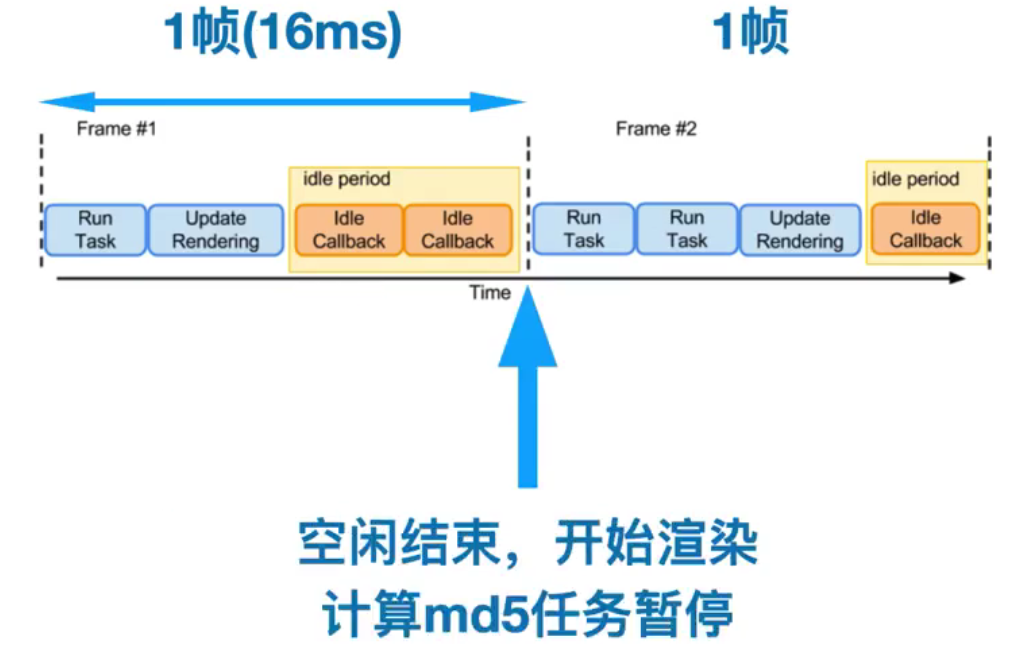 1帧(16ms) 1帧
Frame #1 Frame #2
idle period idle period
Run Task Update Rendering Idle Callback Idle Callback Run Task Run Task Update Rendering Idle Callback
Time
空闲结束，开始渲染
计算md5任务暂停